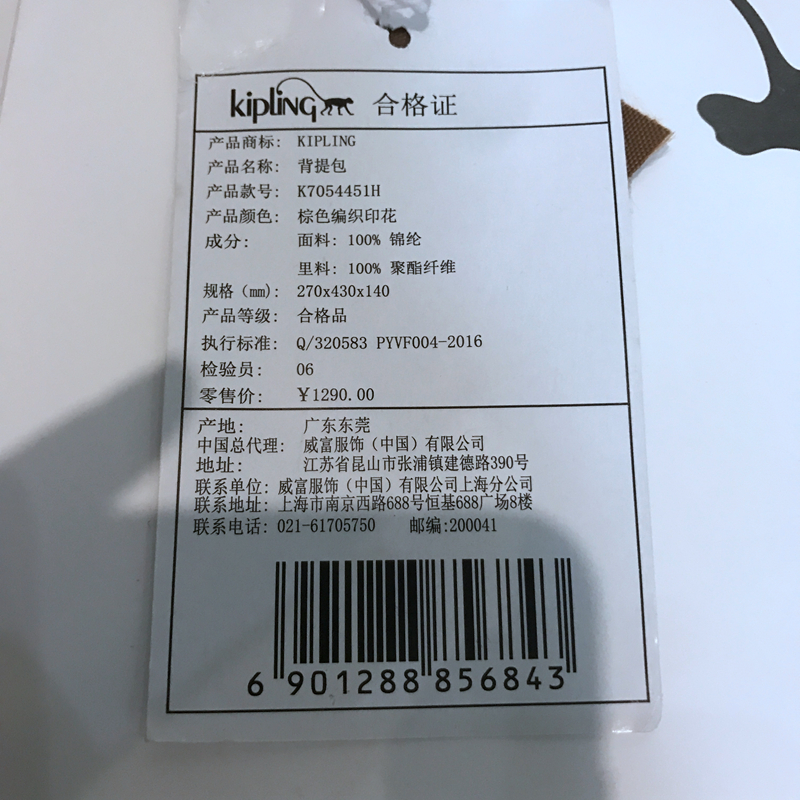 kipling 合格证
产品商标: KIPLING
产品名称: 背提包
产品款号: K7054451H
产品颜色: 棕色编织印花
成分: 面料: 100% 锦纶
里料: 100% 聚酯纤维
规格（mm）: 270x430x140
产品等级: 合格品
执行标准: Q/320583 PYVF004-2016
检验员: 06
零售价: ￥1290.00
产地: 广东东莞
中国总代理: 威富服饰（中国）有限公司
地址: 江苏省昆山市张浦镇建德路390号
联系单位: 威富服饰（中国）有限公司上海分公司
联系地址: 上海市南京西路688号恒基688广场8楼
联系电话: 021-61705750 邮编:200041
6 901288 856843